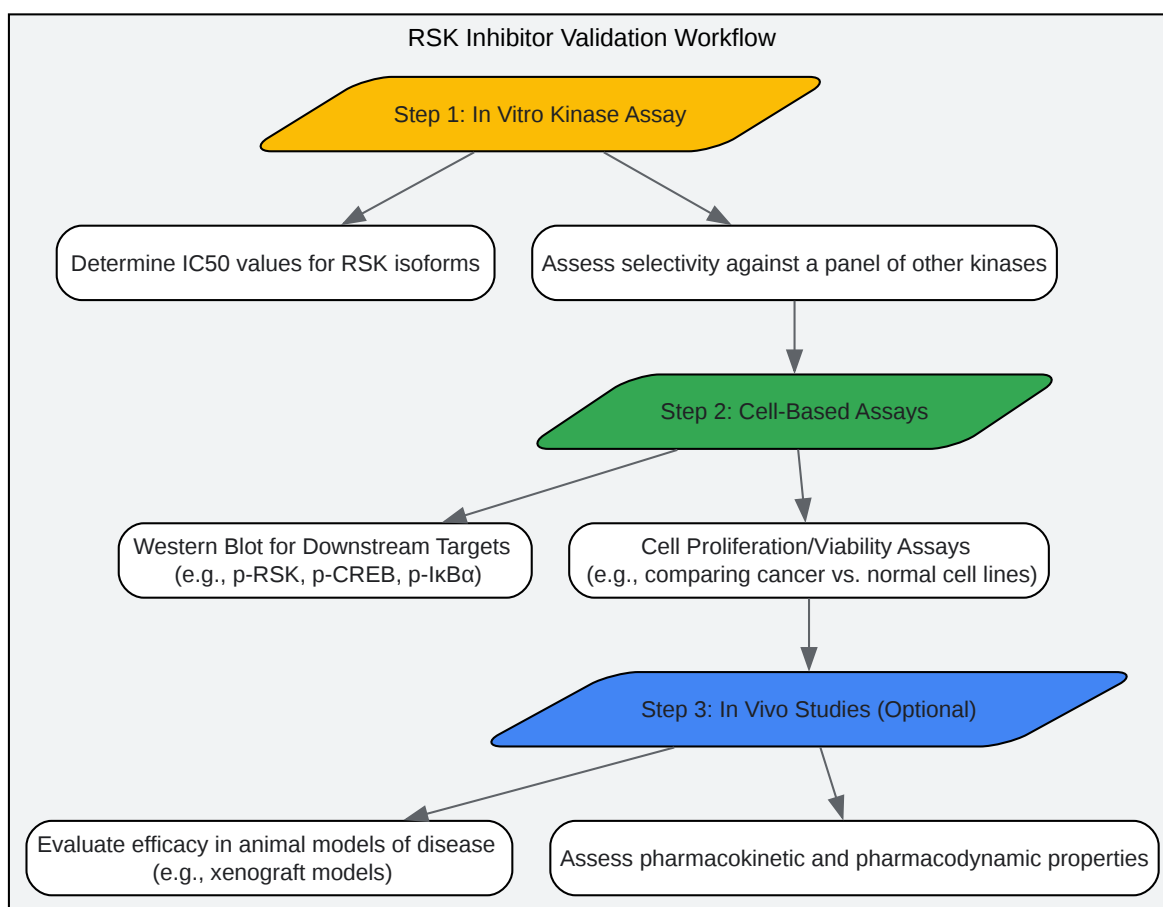 RSK Inhibitor Validation Workflow
Step 1: In Vitro Kinase Assay
Determine IC50 values for RSK isoforms
Assess selectivity against a panel of other kinases
Step 2: Cell-Based Assays
Western Blot for Downstream Targets
(e.g., p-RSK, p-CREB, p-IκBα)
Cell Proliferation/Viability Assays
(e.g., comparing cancer vs. normal cell lines)
Step 3: In Vivo Studies (Optional)
Evaluate efficacy in animal models of disease
(e.g., xenograft models)
Assess pharmacokinetic and pharmacodynamic properties